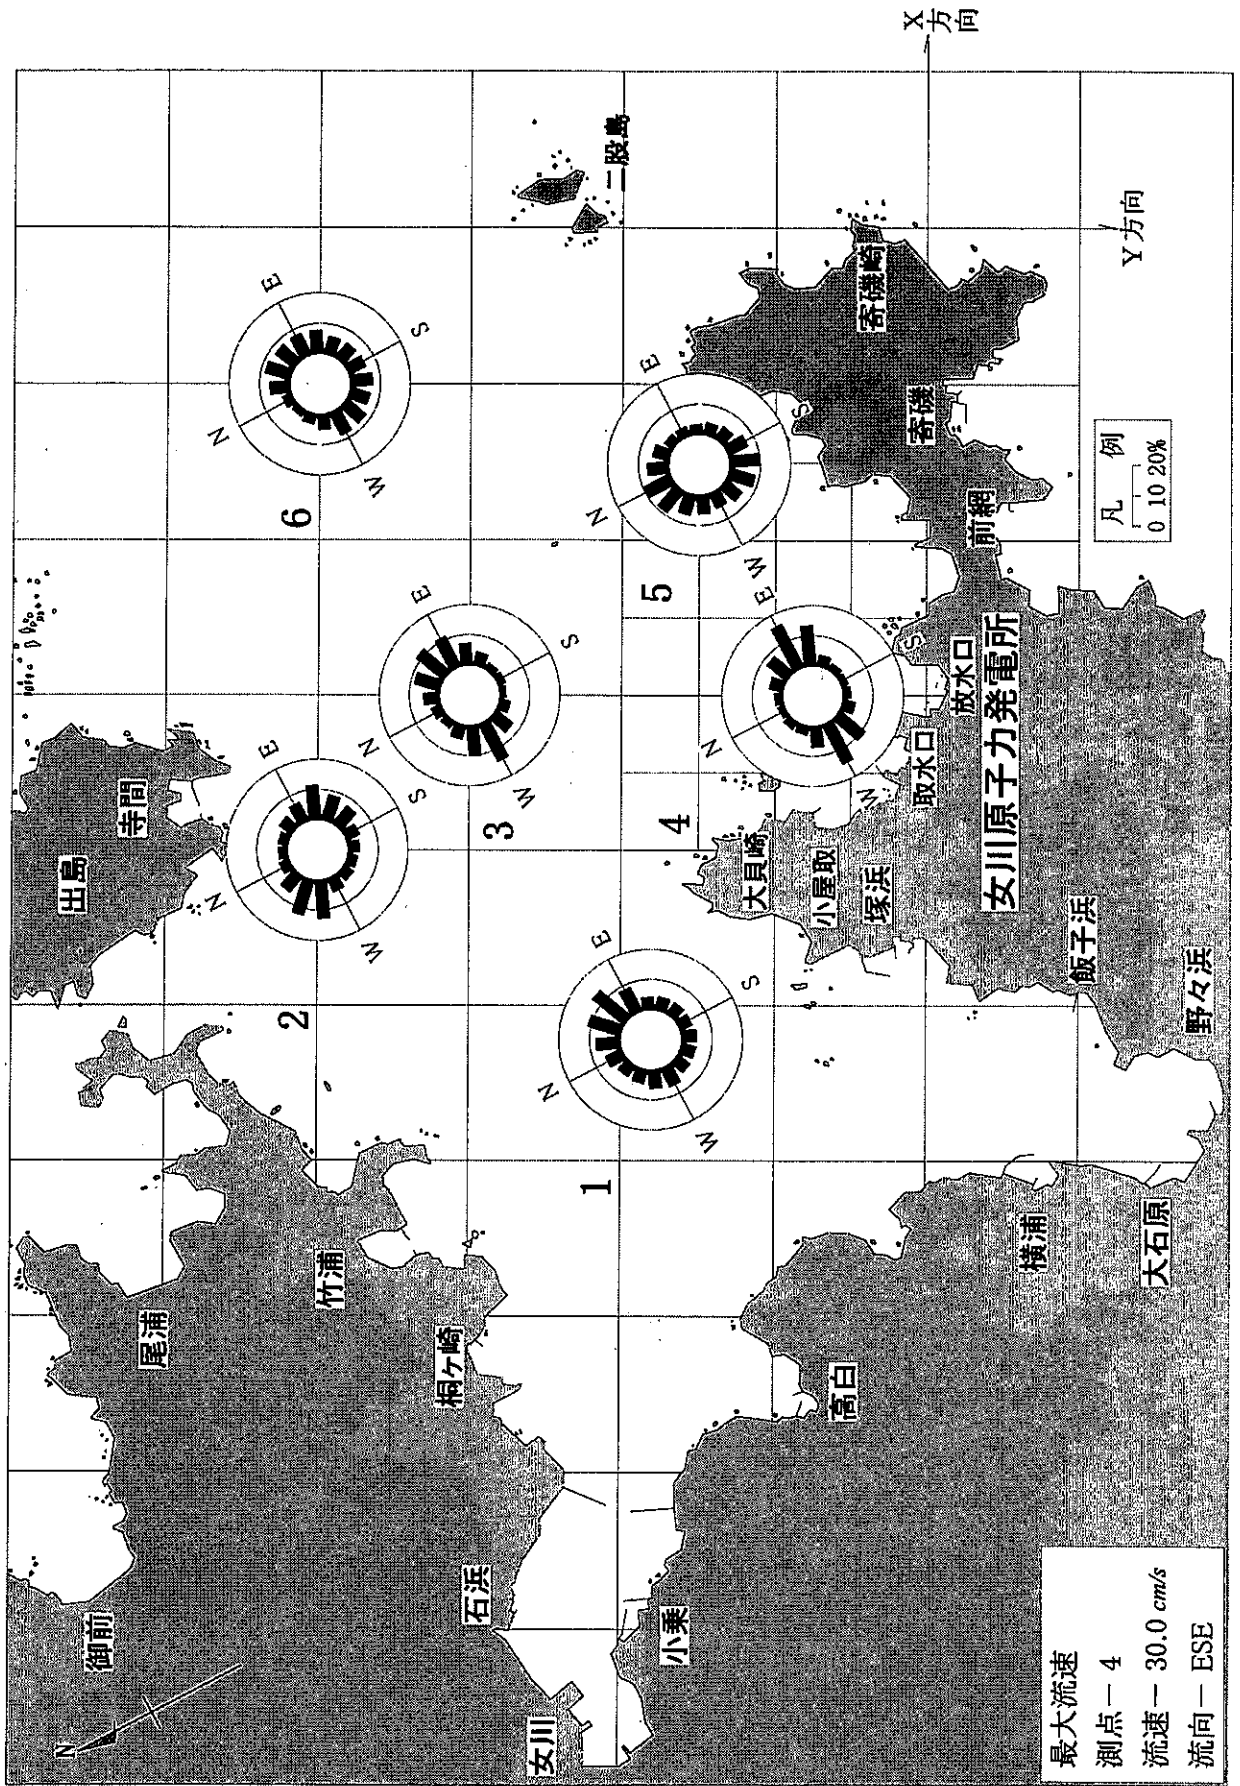 X
方向
二股島
Y方向
寄磯崎
寄磯
前網
凡 例
0 10 20%
E
S
W
N
6
E
S
W
N
5
E
S
W
N
3
E
S
W
N
4
E
S
W
N
2
E
S
W
N
1
放水口
女川原子力発電所
取水口
寺間
出島
大貝崎
小屋取
塚浜
飯子浜
野々浜
竹浦
尾浦
桐ヶ崎
横浦
大石原
高白
石浜
小乗
御前
女川
N
最大流速
測点－4
流速－30.0 cm/s
流向－ESE